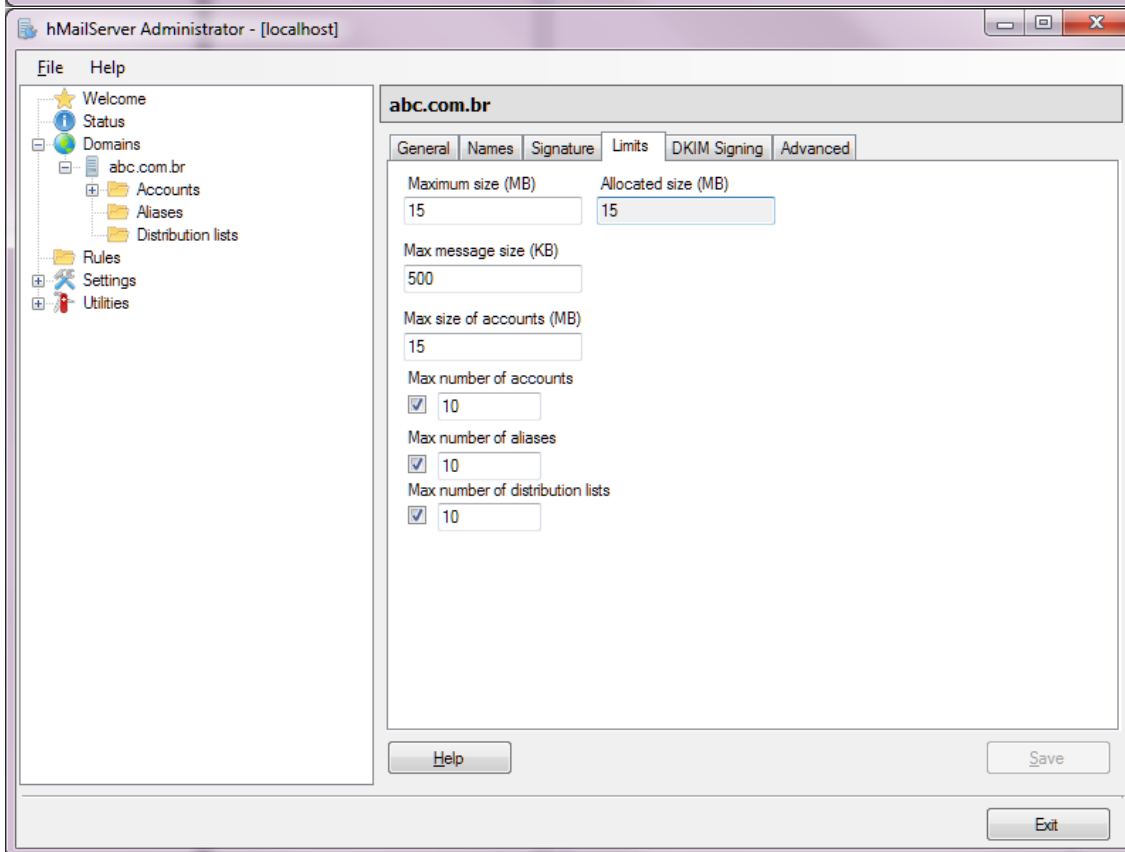 hMailServer Administrator - [localhost]
File Help
Welcome
Status
Domains
abc.com.br
Accounts
Aliases
Distribution lists
Rules
Settings
Utilities
abc.com.br
General Names Signature Limits DKIM Signing Advanced
Maximum size (MB) Allocated size (MB)
15 15
Max message size (KB)
500
Max size of accounts (MB)
15
Max number of accounts
10
Max number of aliases
10
Max number of distribution lists
10
Help Save
Exit